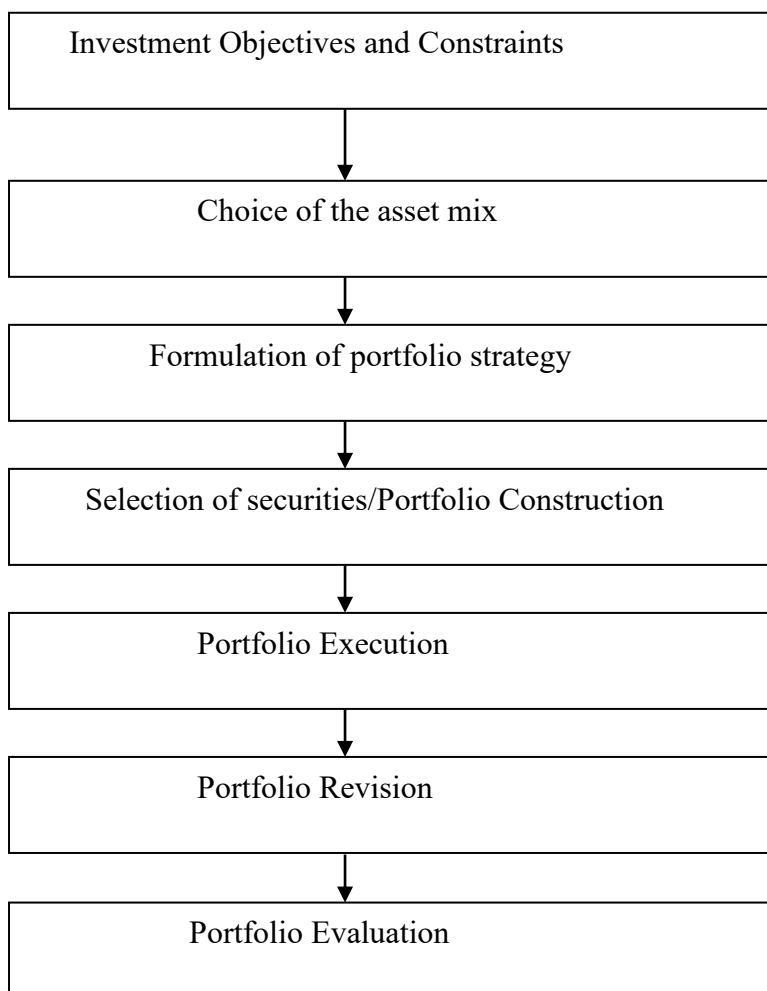 Investment Objectives and Constraints
Choice of the asset mix
Formulation of portfolio strategy
Selection of securities/Portfolio Construction
Portfolio Execution
Portfolio Revision
Portfolio Evaluation